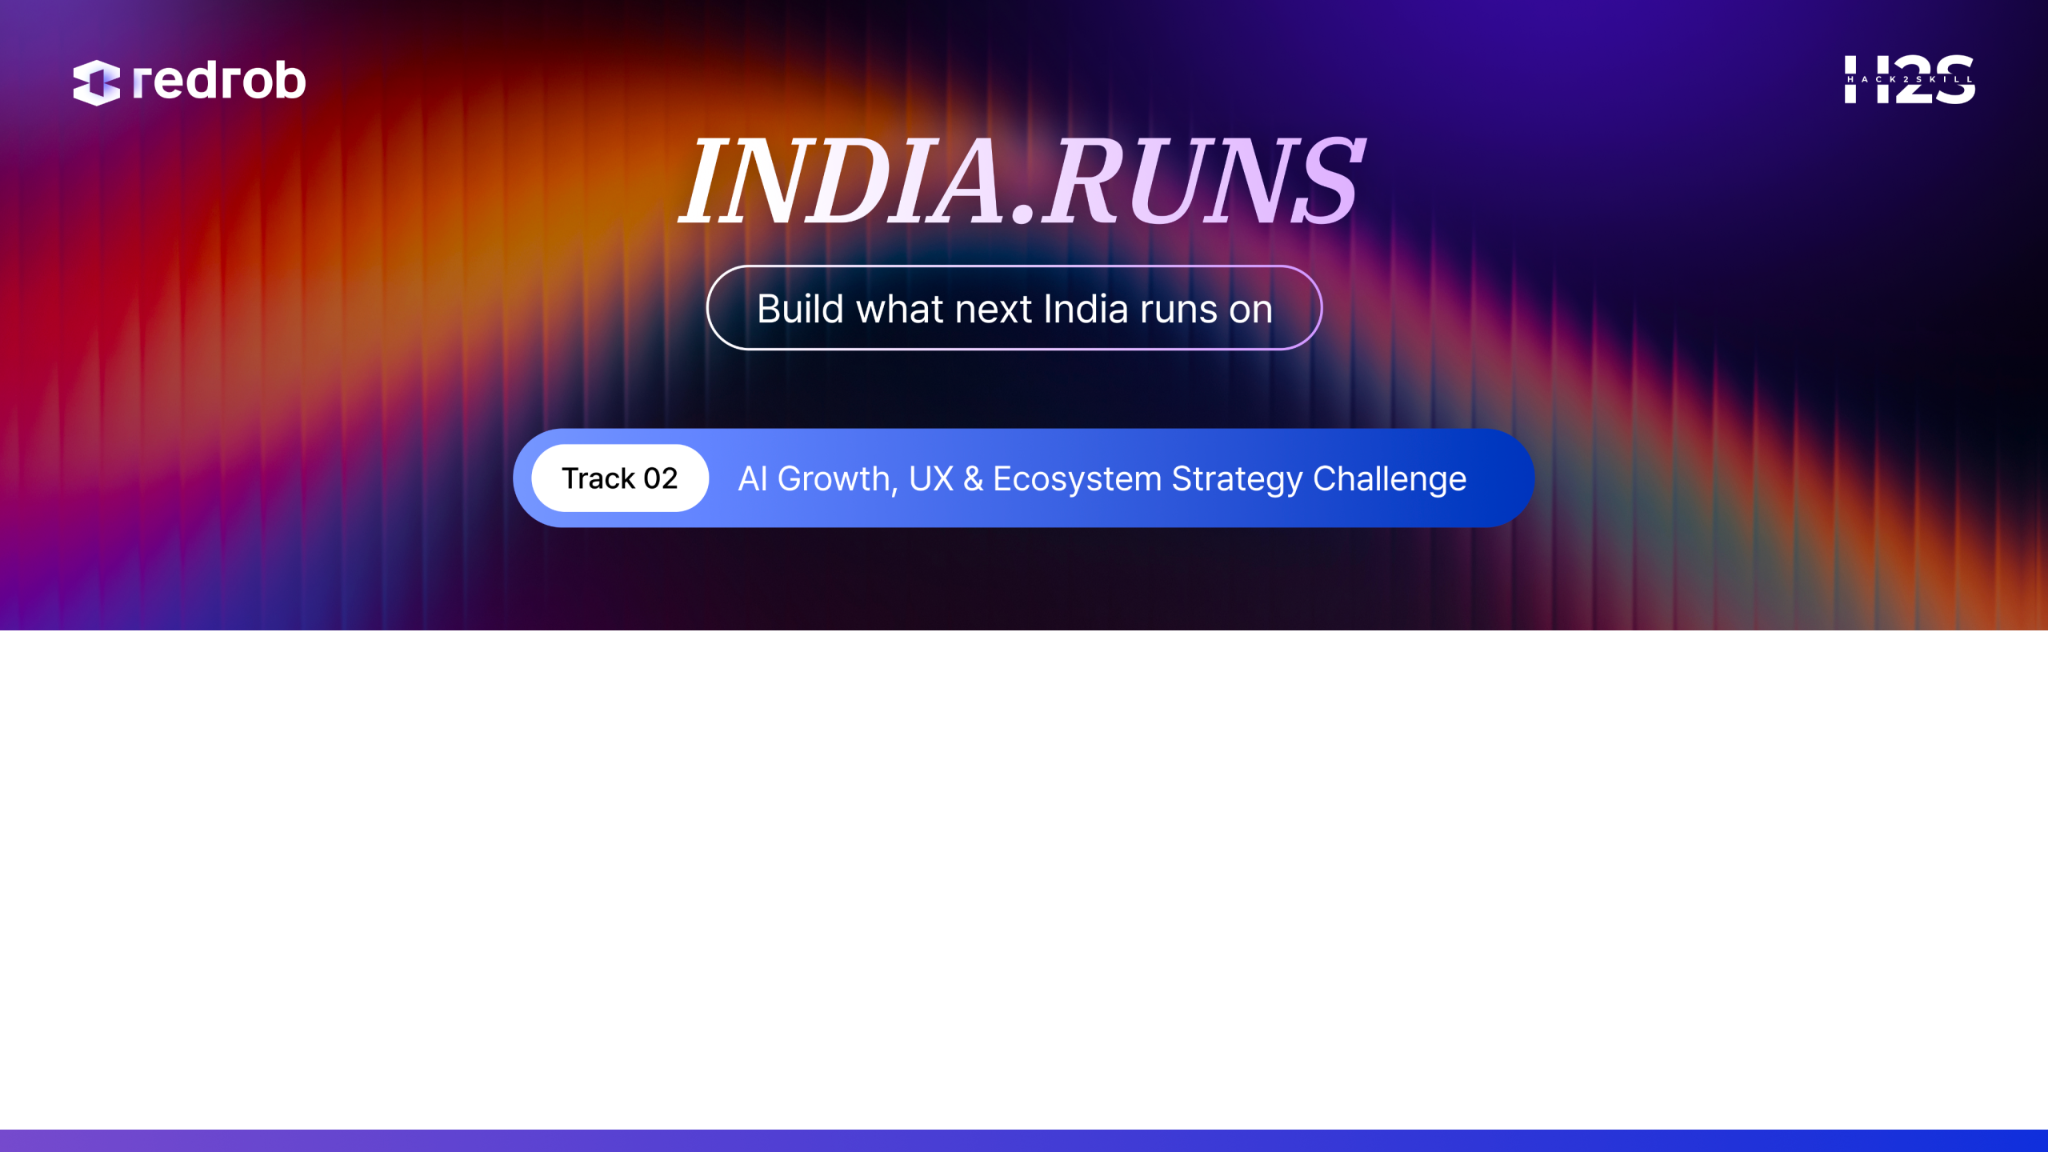 redrob
H2S
HACK2SKILL
INDIA.RUNS
Build what next India runs on
Track 02 AI Growth, UX & Ecosystem Strategy Challenge